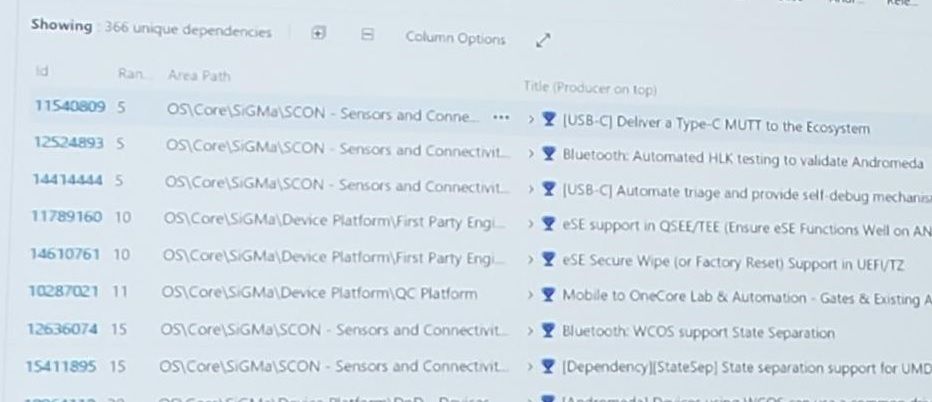 Showing : 366 unique dependencies Column Options
Id Ran... Area Path Title (Producer on top)
11540809 5 OS\Core\SiGMa\SCON - Sensors and Conne... ... > [USB-C] Deliver a Type-C MUTT to the Ecosystem
12524893 5 OS\Core\SiGMa\SCON - Sensors and Connectivit... > Bluetooth: Automated HLK testing to validate Andromeda
14414444 5 OS\Core\SiGMa\SCON - Sensors and Connectivit... > [USB-C] Automate triage and provide self-debug mechanis
11789160 10 OS\Core\SiGMa\Device Platform\First Party Engi... > eSE support in QSEE/TEE (Ensure eSE Functions Well on AN
14610761 10 OS\Core\SiGMa\Device Platform\First Party Engi... > eSE Secure Wipe (or Factory Reset) Support in UEFI/TZ
10287021 11 OS\Core\SiGMa\Device Platform\QC Platform > Mobile to OneCore Lab & Automation - Gates & Existing A
12636074 15 OS\Core\SiGMa\SCON - Sensors and Connectivit... > Bluetooth: WCOS support State Separation
15411895 15 OS\Core\SiGMa\SCON - Sensors and Connectivit... > [Dependency][StateSep] State separation support for UMD